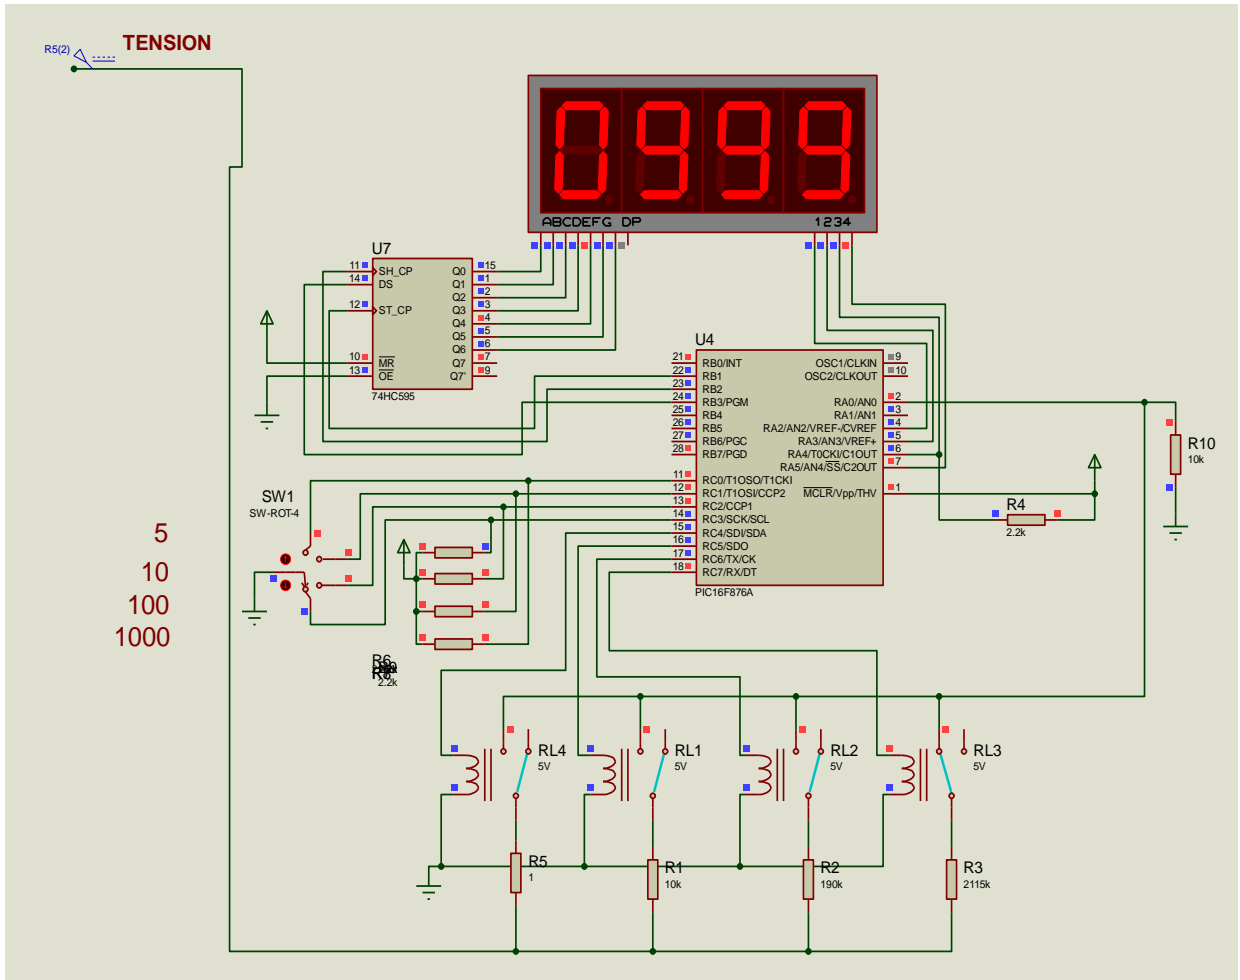 R5(2)
TENSION
0999
ABCDEFG DP
1234
U7
11
SH_CP
14
DS
12
ST_CP
10
MR
13
OE
Q0
15
Q1
1
Q2
2
Q3
3
Q4
4
Q5
5
Q6
6
Q7
7
Q7'
9
74HC595
U4
21
RB0/INT
22
RB1
23
RB2
24
RB3/PGM
25
RB4
26
RB5
27
RB6/PGC
28
RB7/PGD
11
RC0/T1OSO/T1CKI
12
RC1/T1OSI/CCP2
13
RC2/CCP1
14
RC3/SCK/SCL
15
RC4/SDI/SDA
16
RC5/SDO
17
RC6/TX/CK
18
RC7/RX/DT
OSC1/CLKIN
9
OSC2/CLKOUT
10
RA0/AN0
2
RA1/AN1
3
RA2/AN2/VREF-/CVREF
4
RA3/AN3/VREF+
5
RA4/T0CKI/C1OUT
6
RA5/AN4/SS/C2OUT
7
MCLR/Vpp/THV
1
PIC16F876A
R10
10k
R4
2.2k
SW1
SW-ROT-4
5
10
100
1000
R6
2.2k
RL4
5V
RL1
5V
RL2
5V
RL3
5V
R5
1
R1
10k
R2
190k
R3
2115k